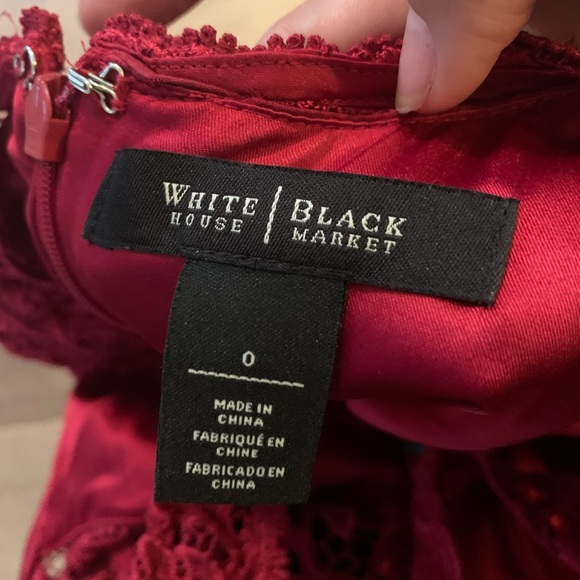 WHITE | BLACK
HOUSE | MARKET
0
MADE IN
CHINA
FABRIQUÉ EN
CHINE
FABRICADO EN
CHINA